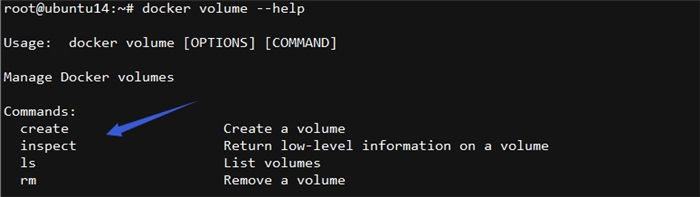 root@ubuntu14:~# docker volume --help
Usage:  docker volume [OPTIONS] [COMMAND]
Manage Docker volumes
Commands:
  create                    Create a volume
  inspect                   Return low-level information on a volume
  ls                        List volumes
  rm                        Remove a volume